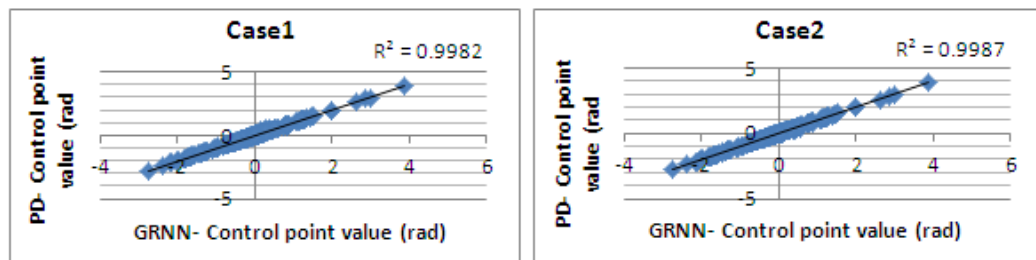 Case1
R² = 0.9982
PD- Control point
value (rad
5
0
-5
-4
-2
0
2
4
6
GRNN- Control point value (rad)
Case2
R² = 0.9987
PD- Control point
value (rad
5
0
-5
-4
-2
0
2
4
6
GRNN- Control point value (rad)